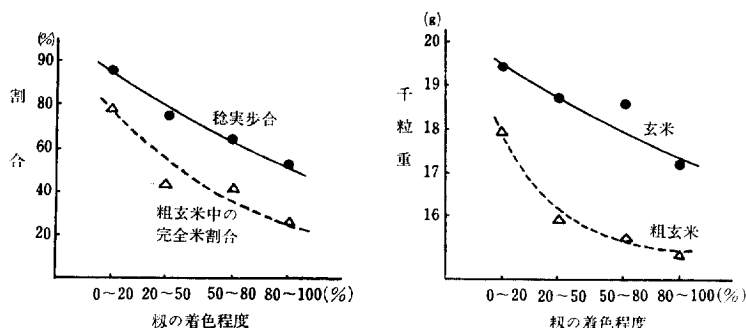 (%)
90
80
60
40
20
割合
稔実歩合
粗玄米中の
完全米割合
0～20 20～50 50～80 80～100(%)
籾の着色程度
(g)
20
19
18
17
16
千粒重
玄米
粗玄米
0～20 20～50 50～80 80～100(%)
籾の着色程度